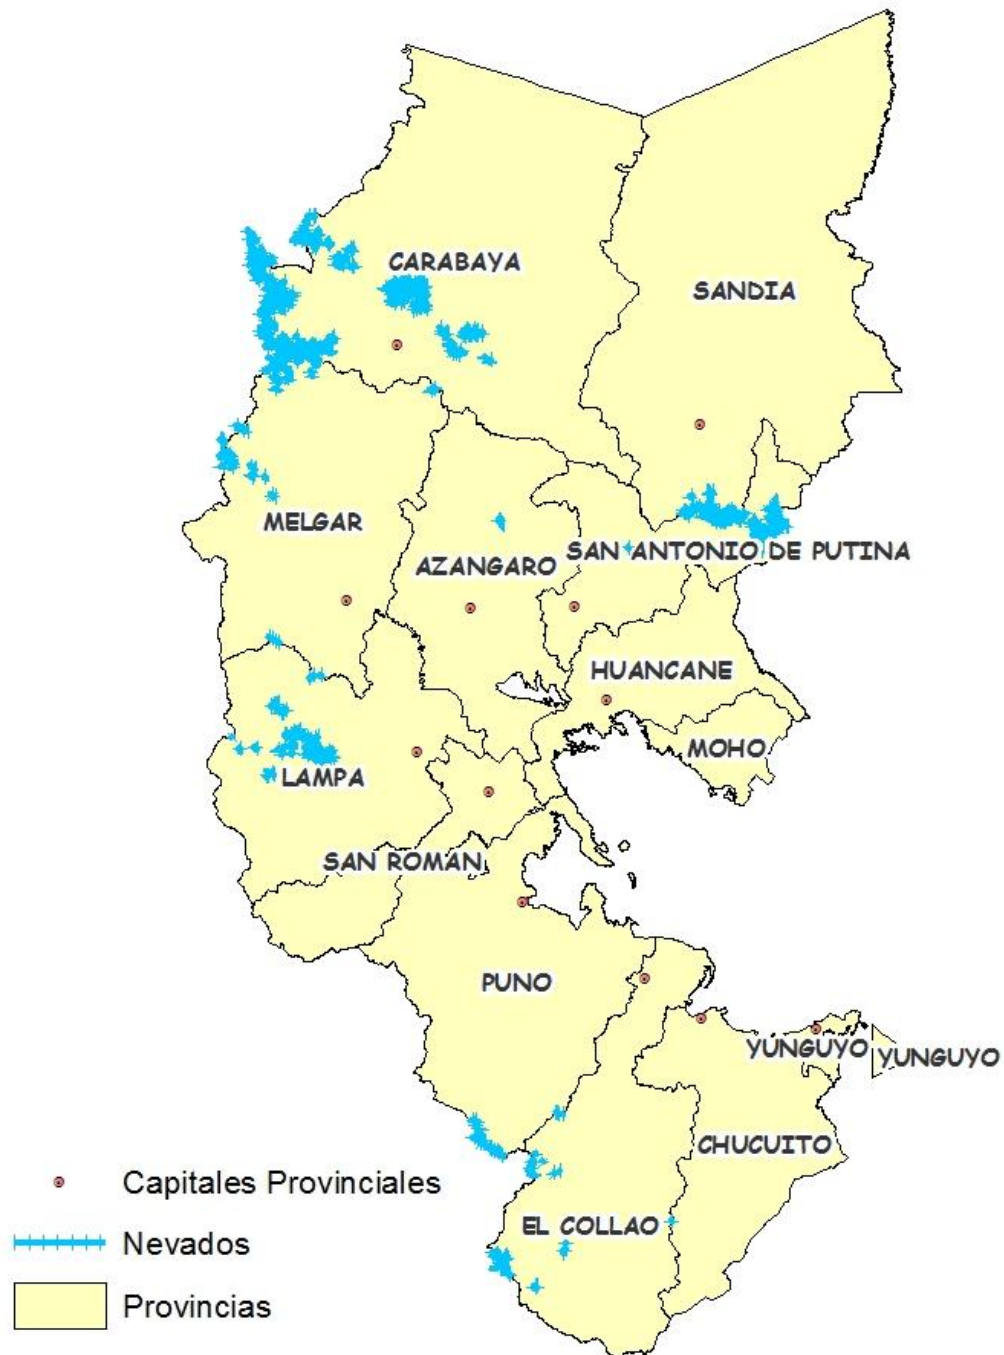 CARABAYA
SANDIA
MELGAR
SAN ANTONIO DE PUTINA
AZANGARO
HUANCANE
MOHO
LAMPA
SAN ROMAN
PUNO
YUNGUYO
YUNGUYO
CHUCUITO
EL COLLAO
Capitales Provinciales
Nevados
Provincias